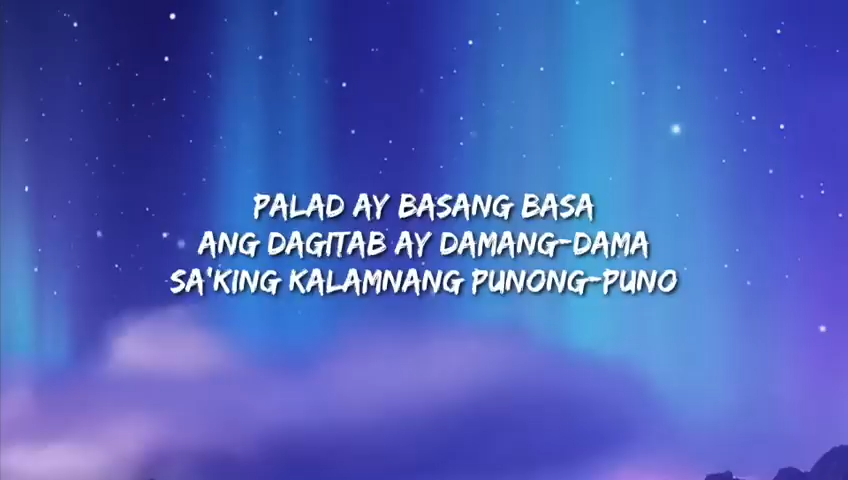 PALAD AY BASANG BASA
ANG DAGITAB AY DAMANG-DAMA
SA'KING KALAMNANG PUNONG-PUNO